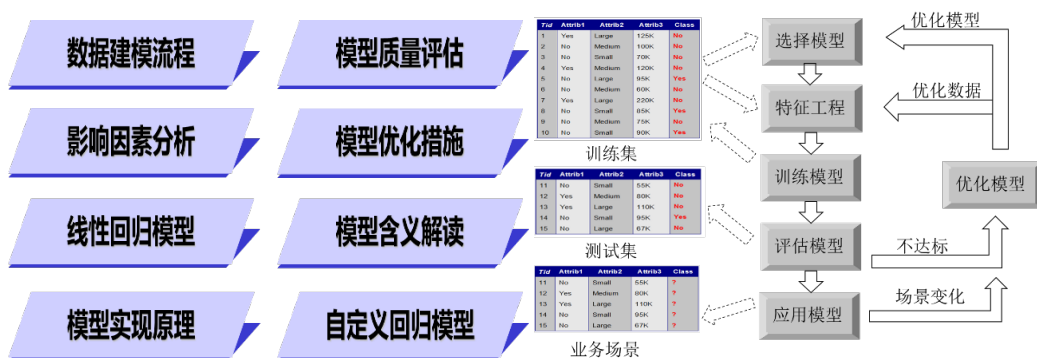 数据建模流程
模型质量评估
影响因素分析
模型优化措施
线性回归模型
模型含义解读
模型实现原理
自定义回归模型
Tid Attrib1 Attrib2 Attrib3 Class
1 Yes Large 125K No
2 No Medium 100K No
3 No Small 70K No
4 Yes Medium 120K No
5 No Large 95K Yes
6 No Medium 60K No
7 Yes Large 220K No
8 No Small 85K Yes
9 No Medium 75K No
10 No Small 90K Yes
训练集
Tid Attrib1 Attrib2 Attrib3 Class
11 No Small 55K No
12 Yes Medium 80K No
13 Yes Large 110K No
14 No Small 95K Yes
15 No Large 67K No
测试集
Tid Attrib1 Attrib2 Attrib3 Class
11 No Small 55K ?
12 Yes Medium 80K ?
13 Yes Large 110K ?
14 No Small 95K ?
15 No Large 67K ?
业务场景
选择模型
特征工程
训练模型
评估模型
应用模型
优化模型
优化数据
优化模型
不达标
场景变化